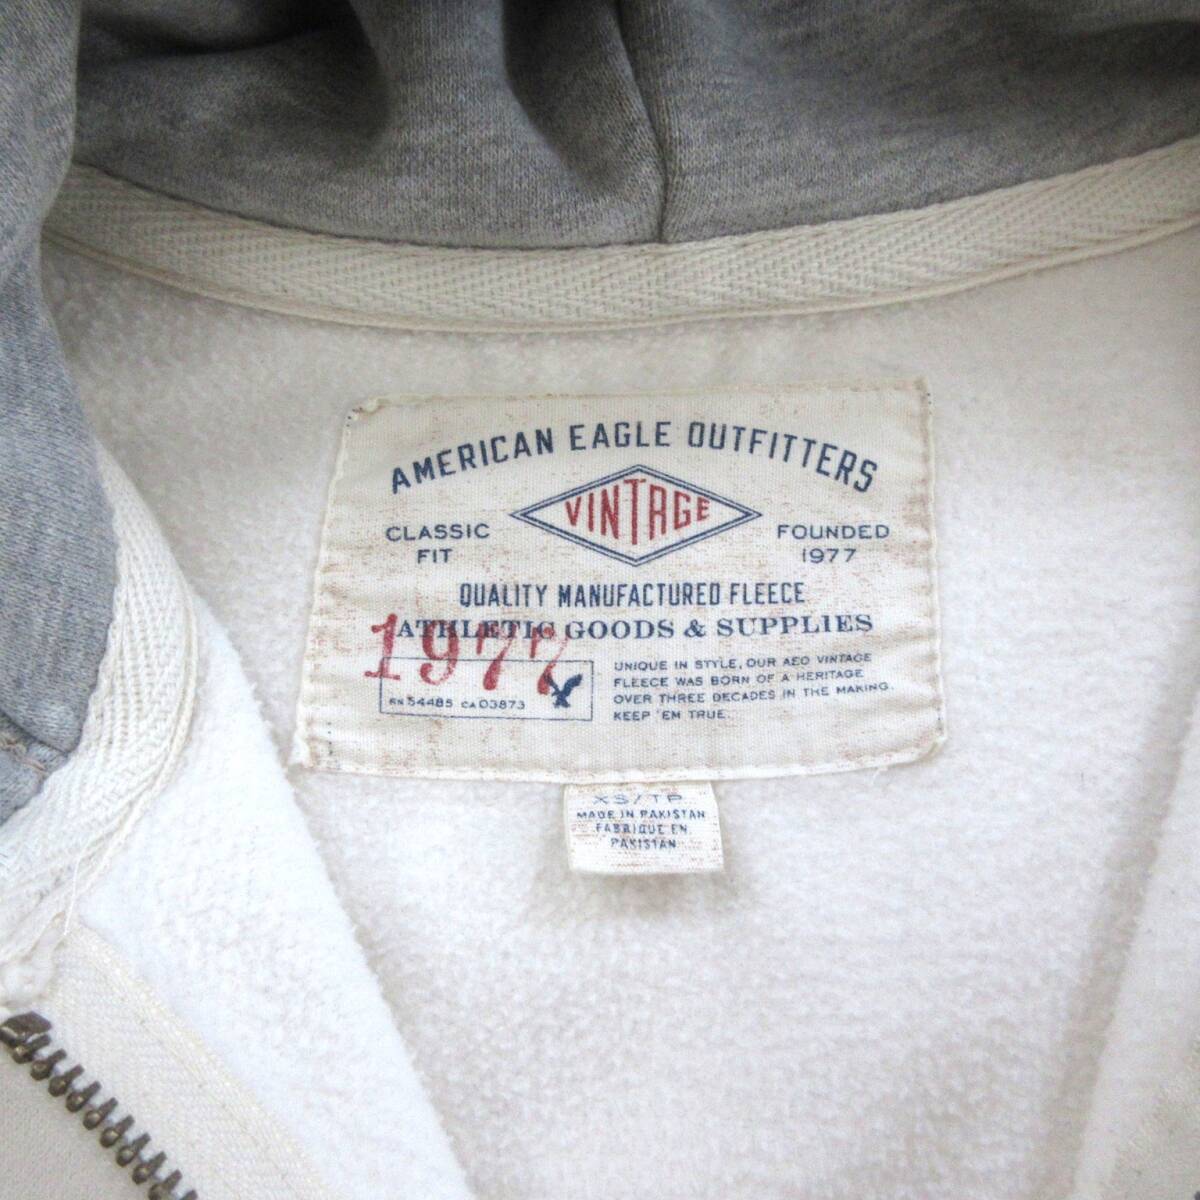 AMERICAN EAGLE OUTFITTERS
VINTAGE
CLASSIC
FIT
FOUNDED
1977
QUALITY MANUFACTURED FLEECE
ATHLETIC GOODS & SUPPLIES
1977
RN 54485 CA 03873
UNIQUE IN STYLE, OUR AEO VINTAGE
FLEECE WAS BORN OF A HERITAGE
OVER THREE DECADES IN THE MAKING.
KEEP 'EM TRUE.
XS/TP
MADE IN PAKISTAN
FABRIQUE EN
PAKISTAN